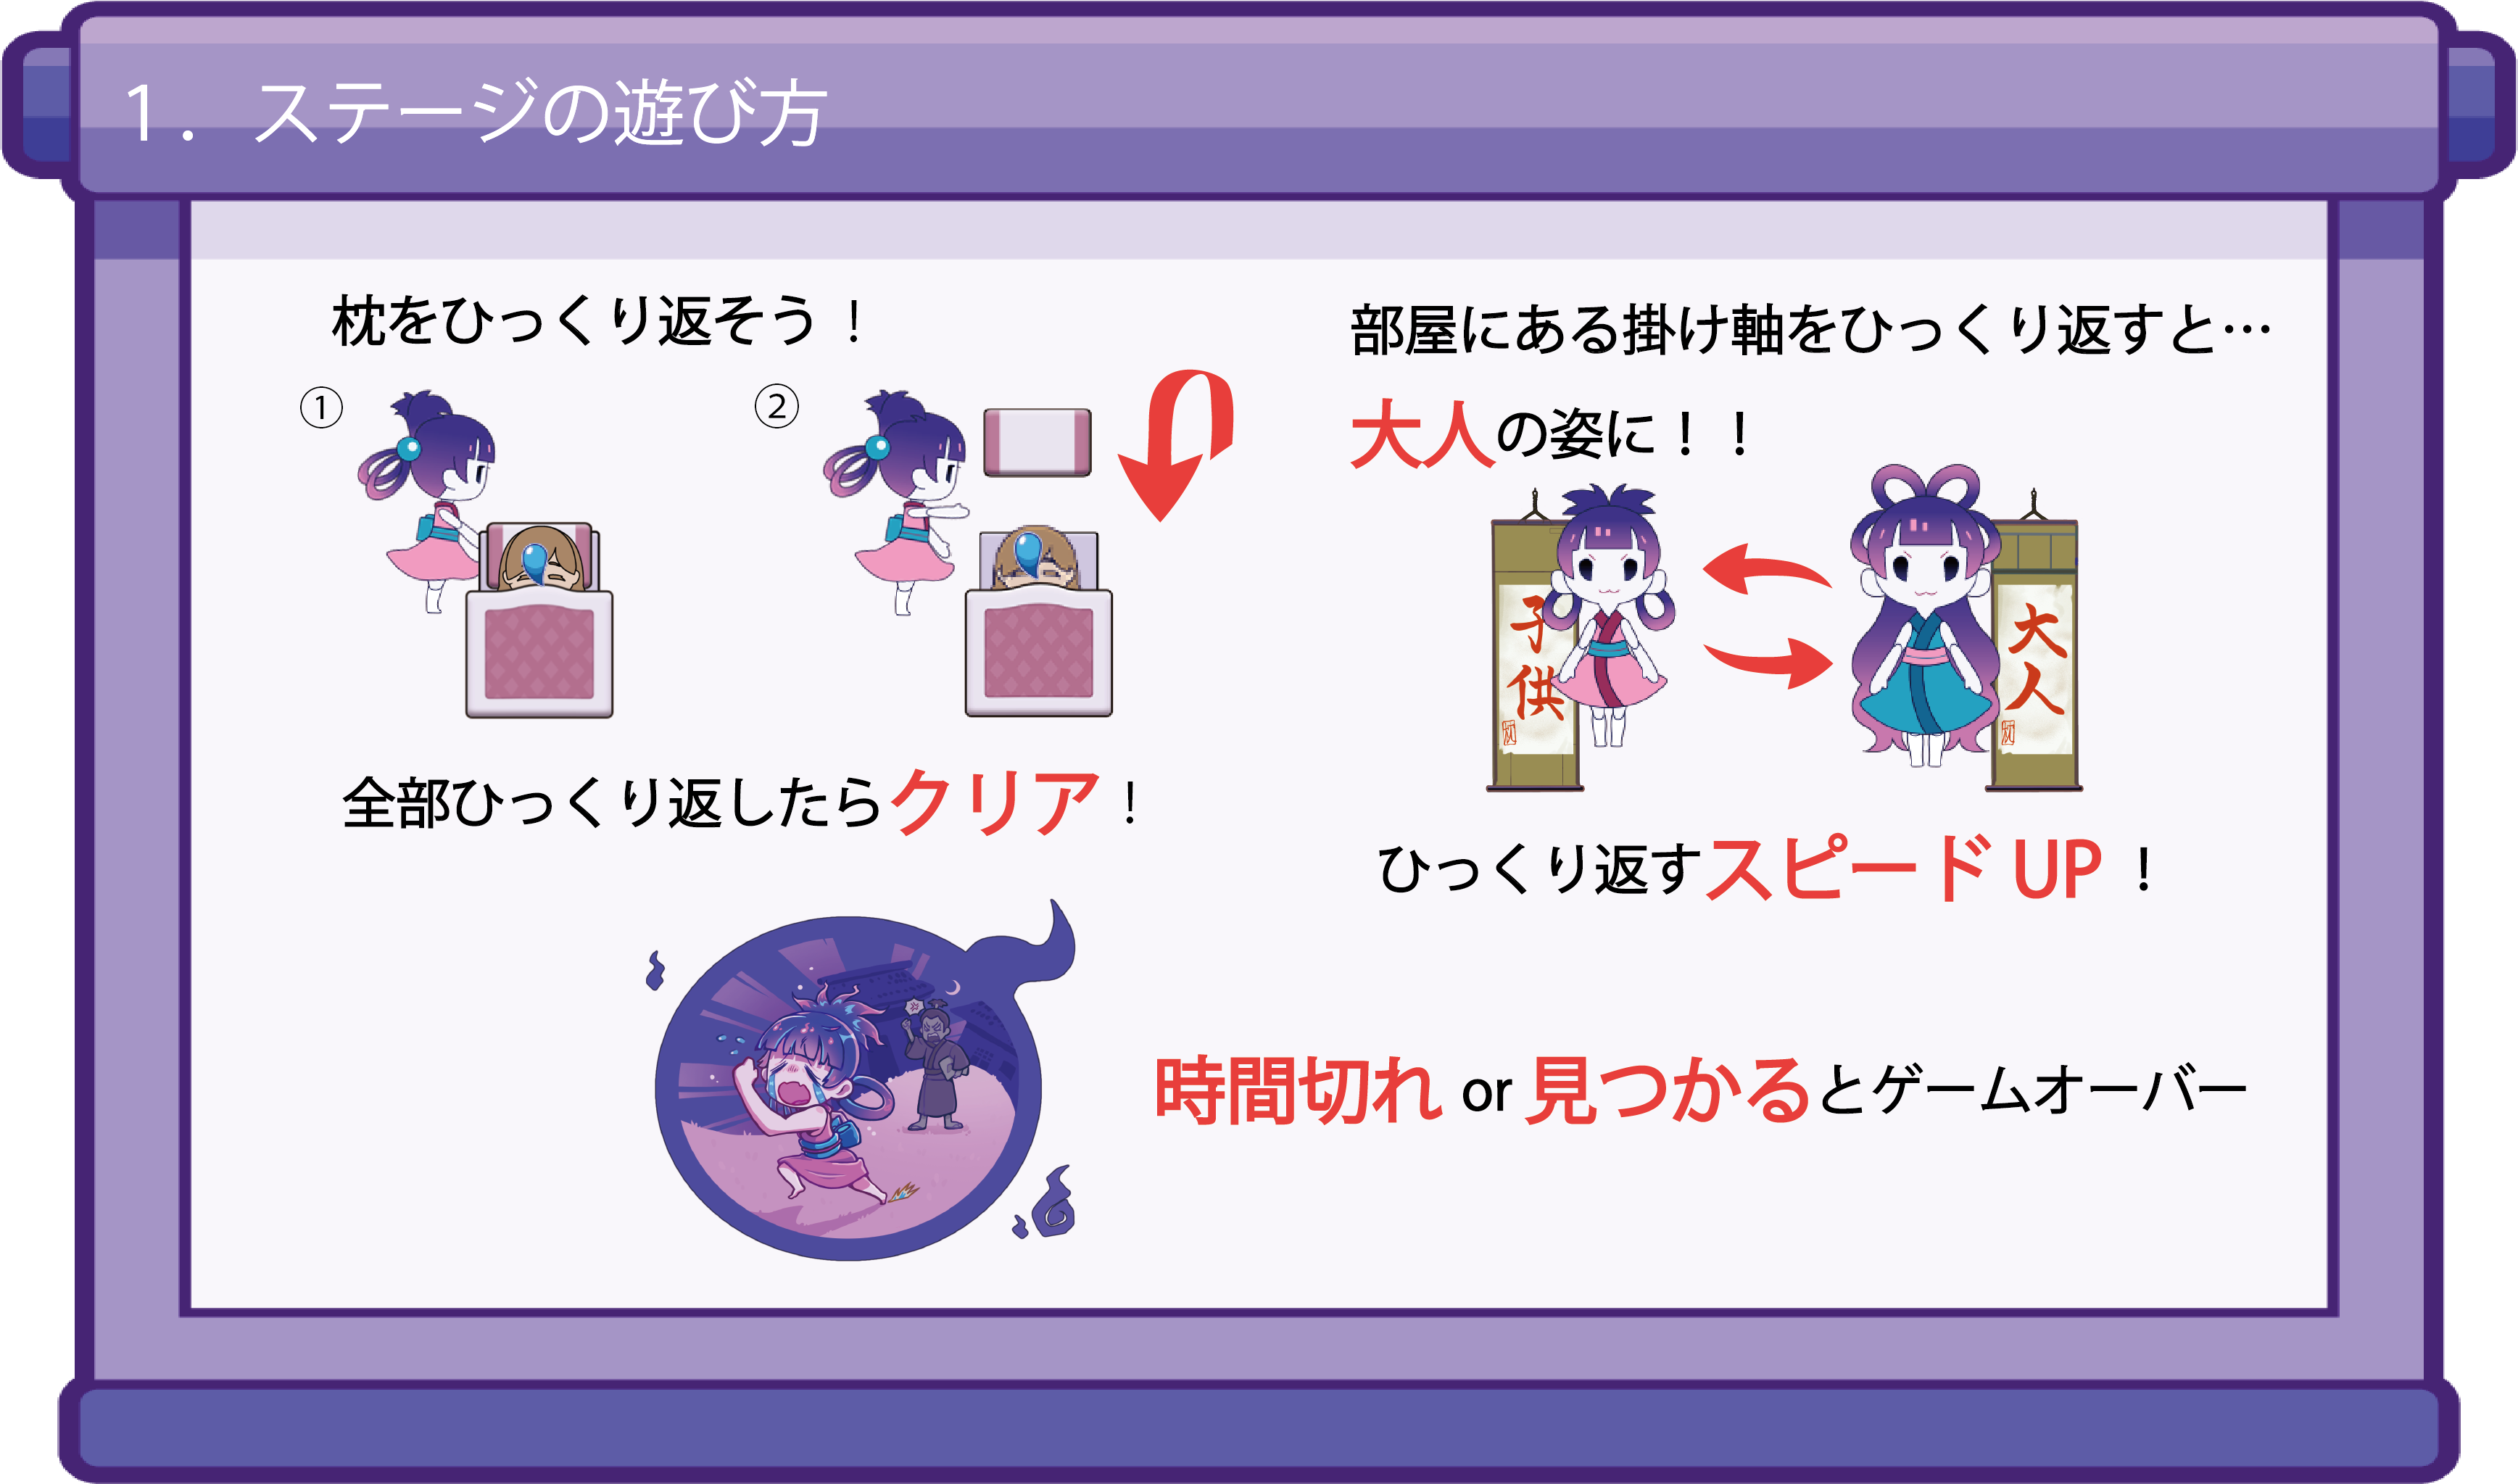 1. ステージの遊び方
枕をひっくり返そう！
①
②
全部ひっくり返したらクリア！
部屋にある掛け軸をひっくり返すと…
大人の姿に！！
子供
大人
ひっくり返すスピードUP！
時間切れ or 見つかるとゲームオーバー